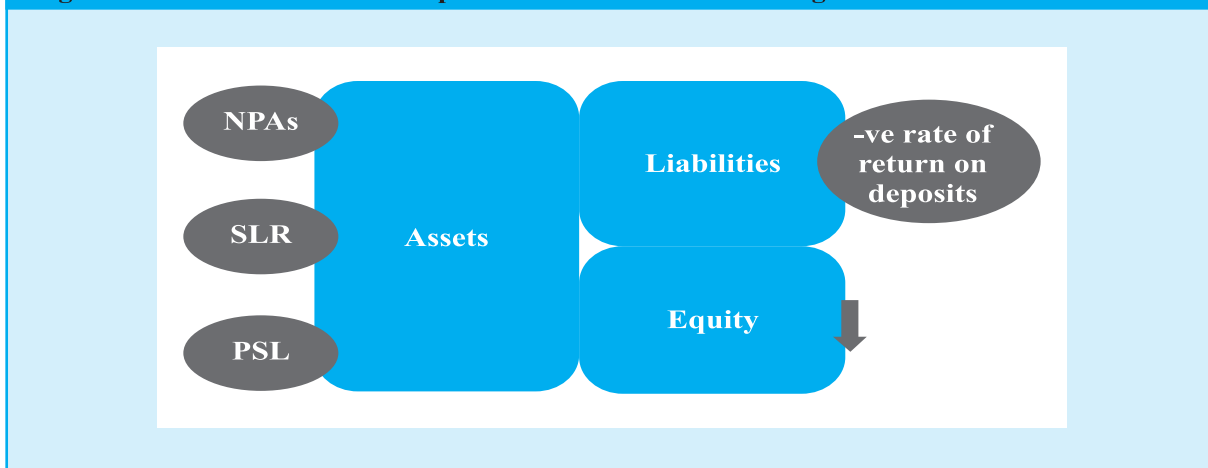 NPAs
SLR
PSL
Assets
Liabilities
Equity
-ve rate of
return on
deposits